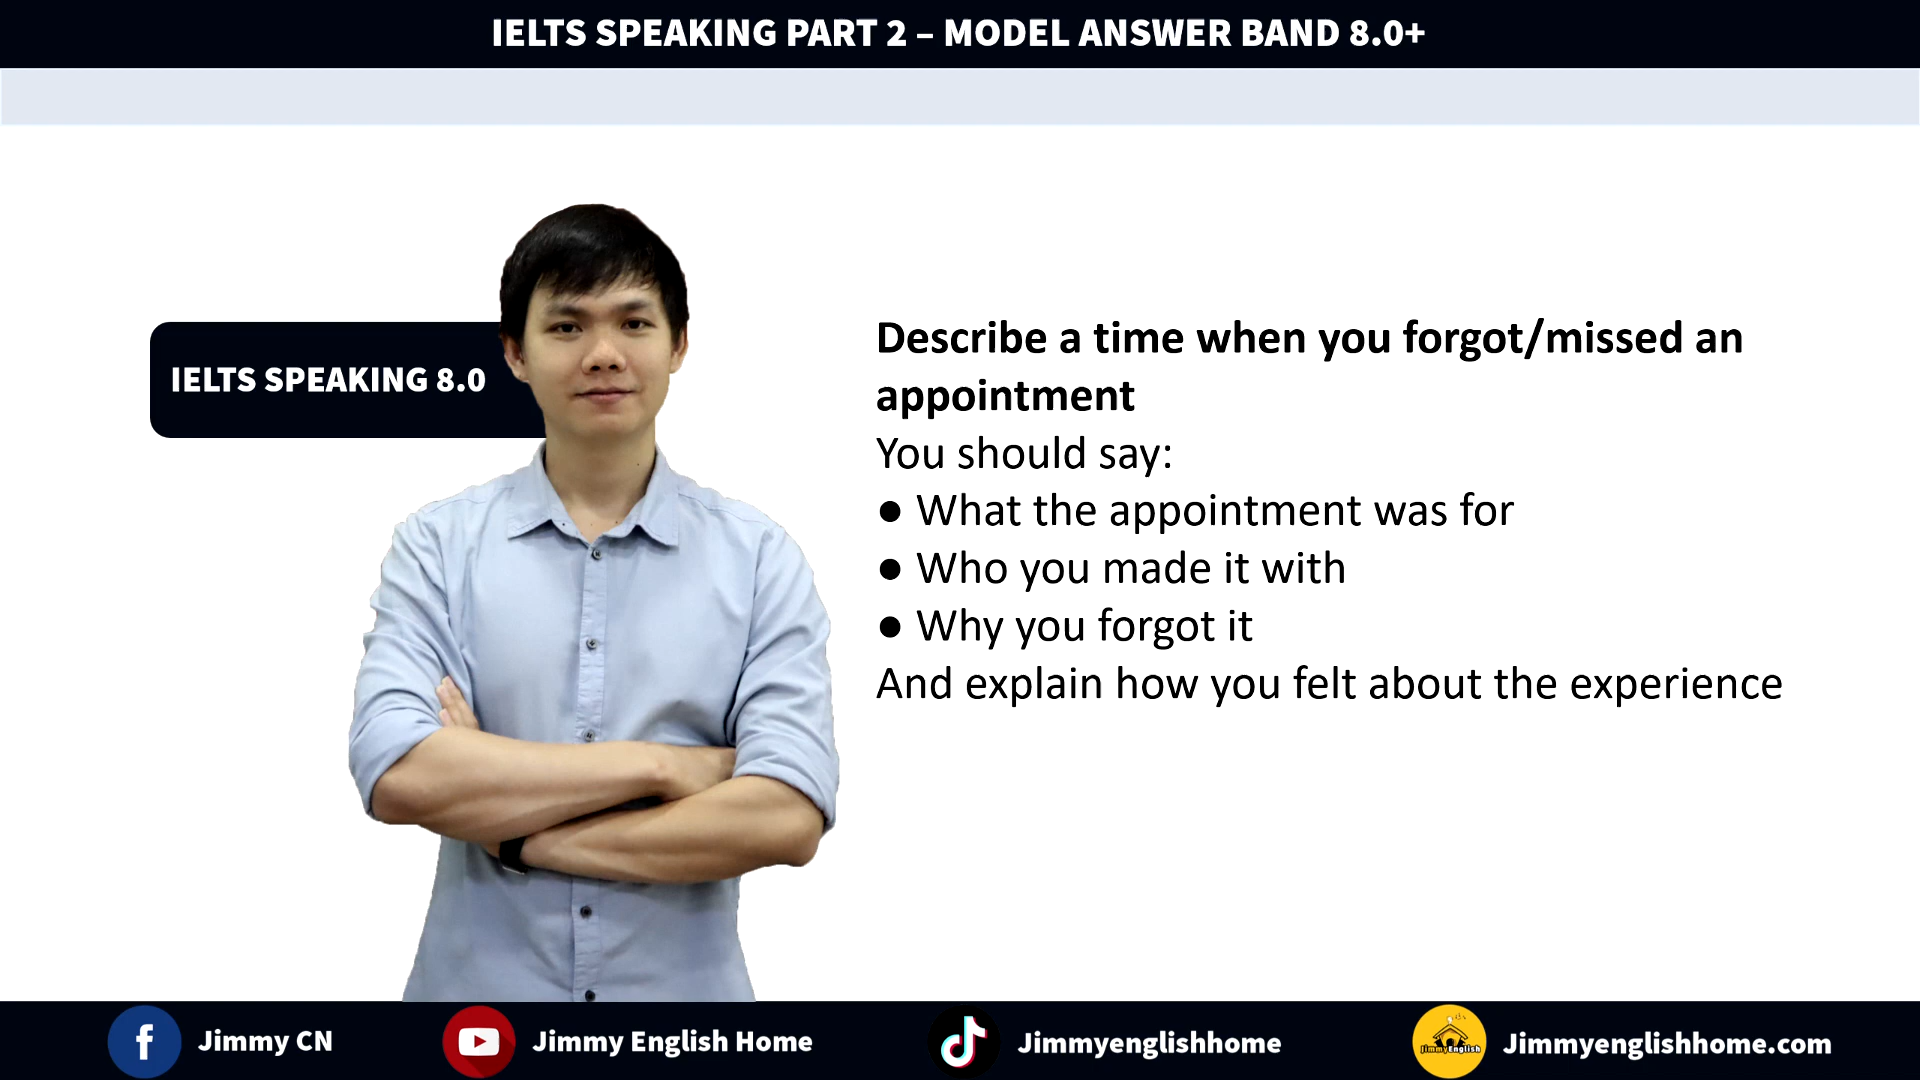 IELTS SPEAKING PART 2 – MODEL ANSWER BAND 8.0+
IELTS SPEAKING 8.0
Describe a time when you forgot/missed an
appointment
You should say:
● What the appointment was for
● Who you made it with
● Why you forgot it
And explain how you felt about the experience
Jimmy CN
Jimmy English Home
Jimmyenglishhome
JimmyEnglish
Jimmyenglishhome.com